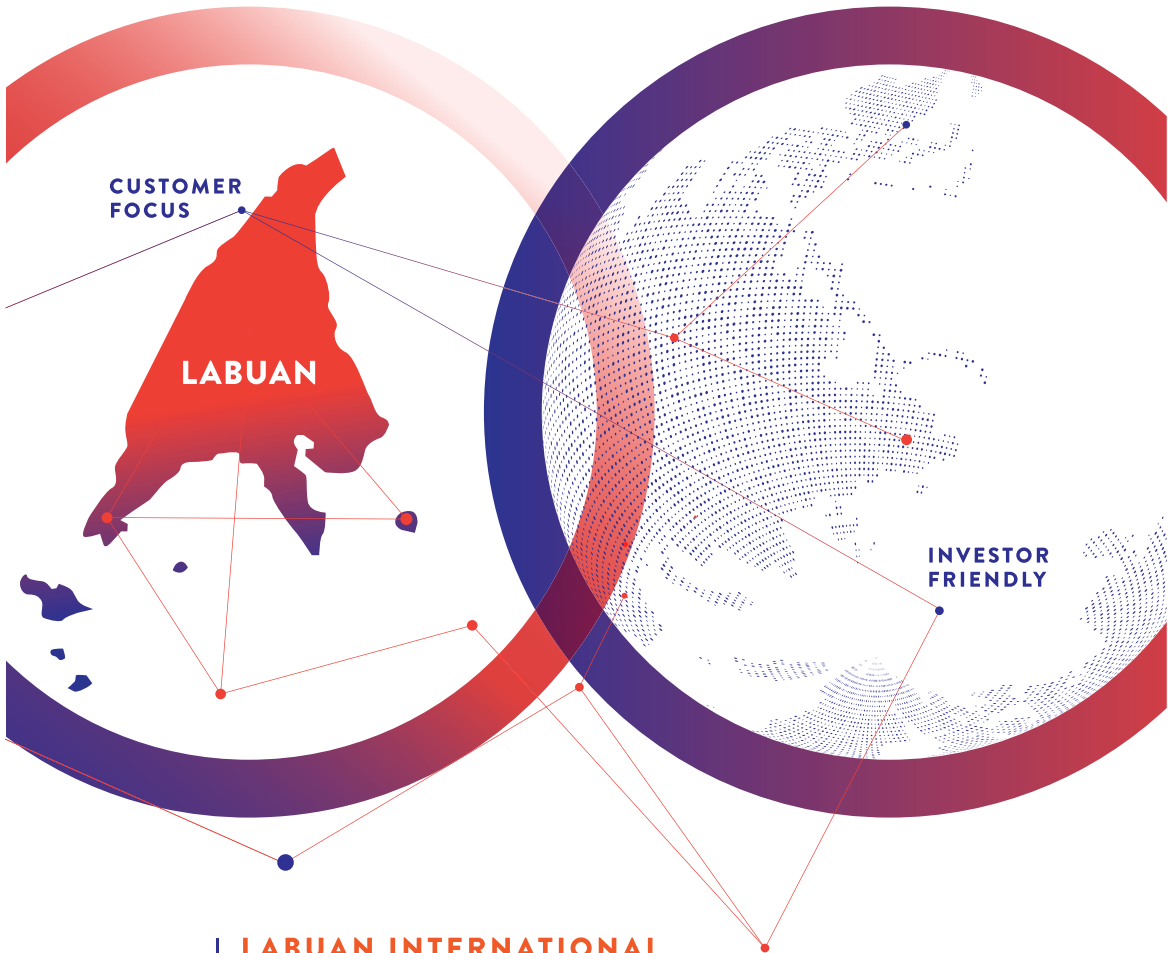 CUSTOMER
FOCUS
LABUAN
INVESTOR
FRIENDLY
LABUAN INTERNATIONAL